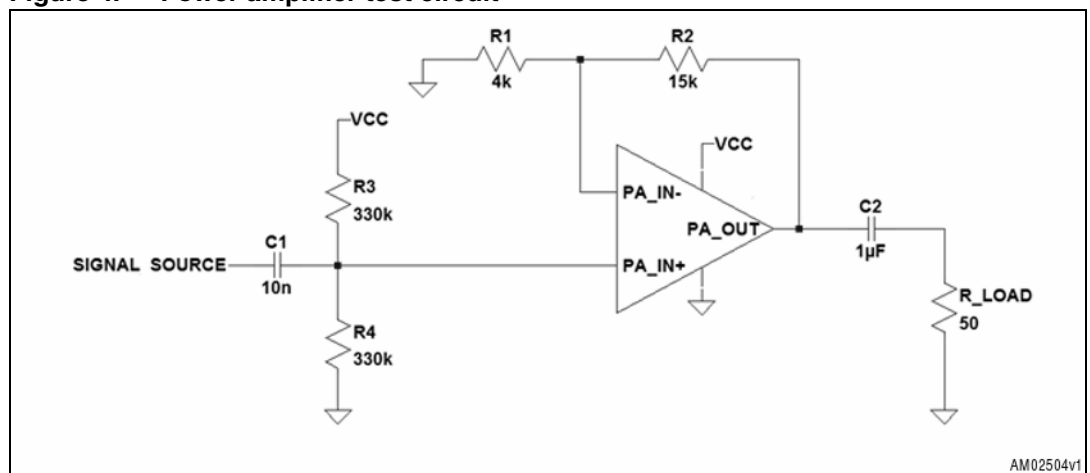 Figure 4. Power amplifier test circuit
R1
4k
R2
15k
VCC
R3
330k
VCC
PA_IN-
PA_OUT
PA_IN+
C1
10n
SIGNAL SOURCE
C2
1µF
R_LOAD
50
R4
330k
AM02504v1